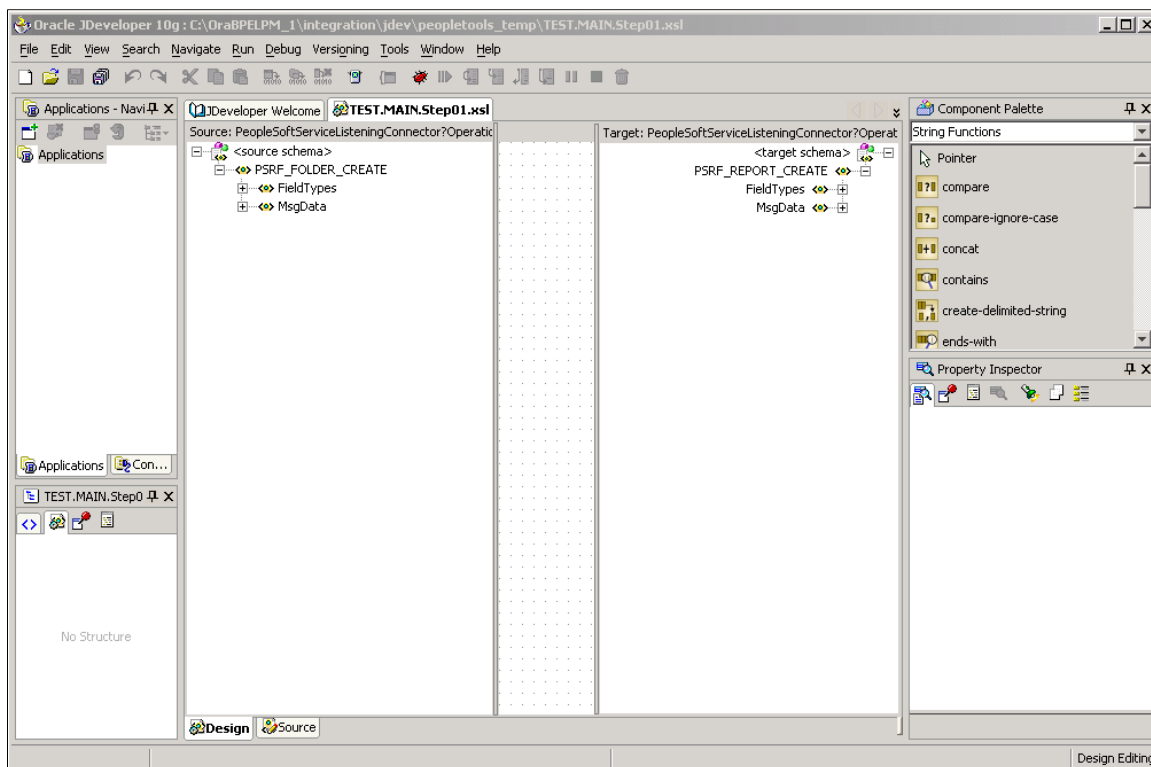 Oracle JDeveloper 10g : C:\OraBPELPM_1\integration\jdev\peopletools_temp\TEST.MAIN.Step01.xsl
File Edit View Search Navigate Run Debug Versioning Tools Window Help
Applications - Navi
Applications
Applications
Con...
TEST.MAIN.Step0
No Structure
JDeveloper Welcome
TEST.MAIN.Step01.xsl
Source: PeopleSoftServiceListeningConnector?Operatic
<source schema>
PSRF_FOLDER_CREATE
FieldTypes
MsgData
Target: PeopleSoftServiceListeningConnector?Operat
<target schema>
PSRF_REPORT_CREATE
FieldTypes
MsgData
Design
Source
Component Palette
String Functions
Pointer
compare
compare-ignore-case
concat
contains
create-delimited-string
ends-with
Property Inspector
Design Editing